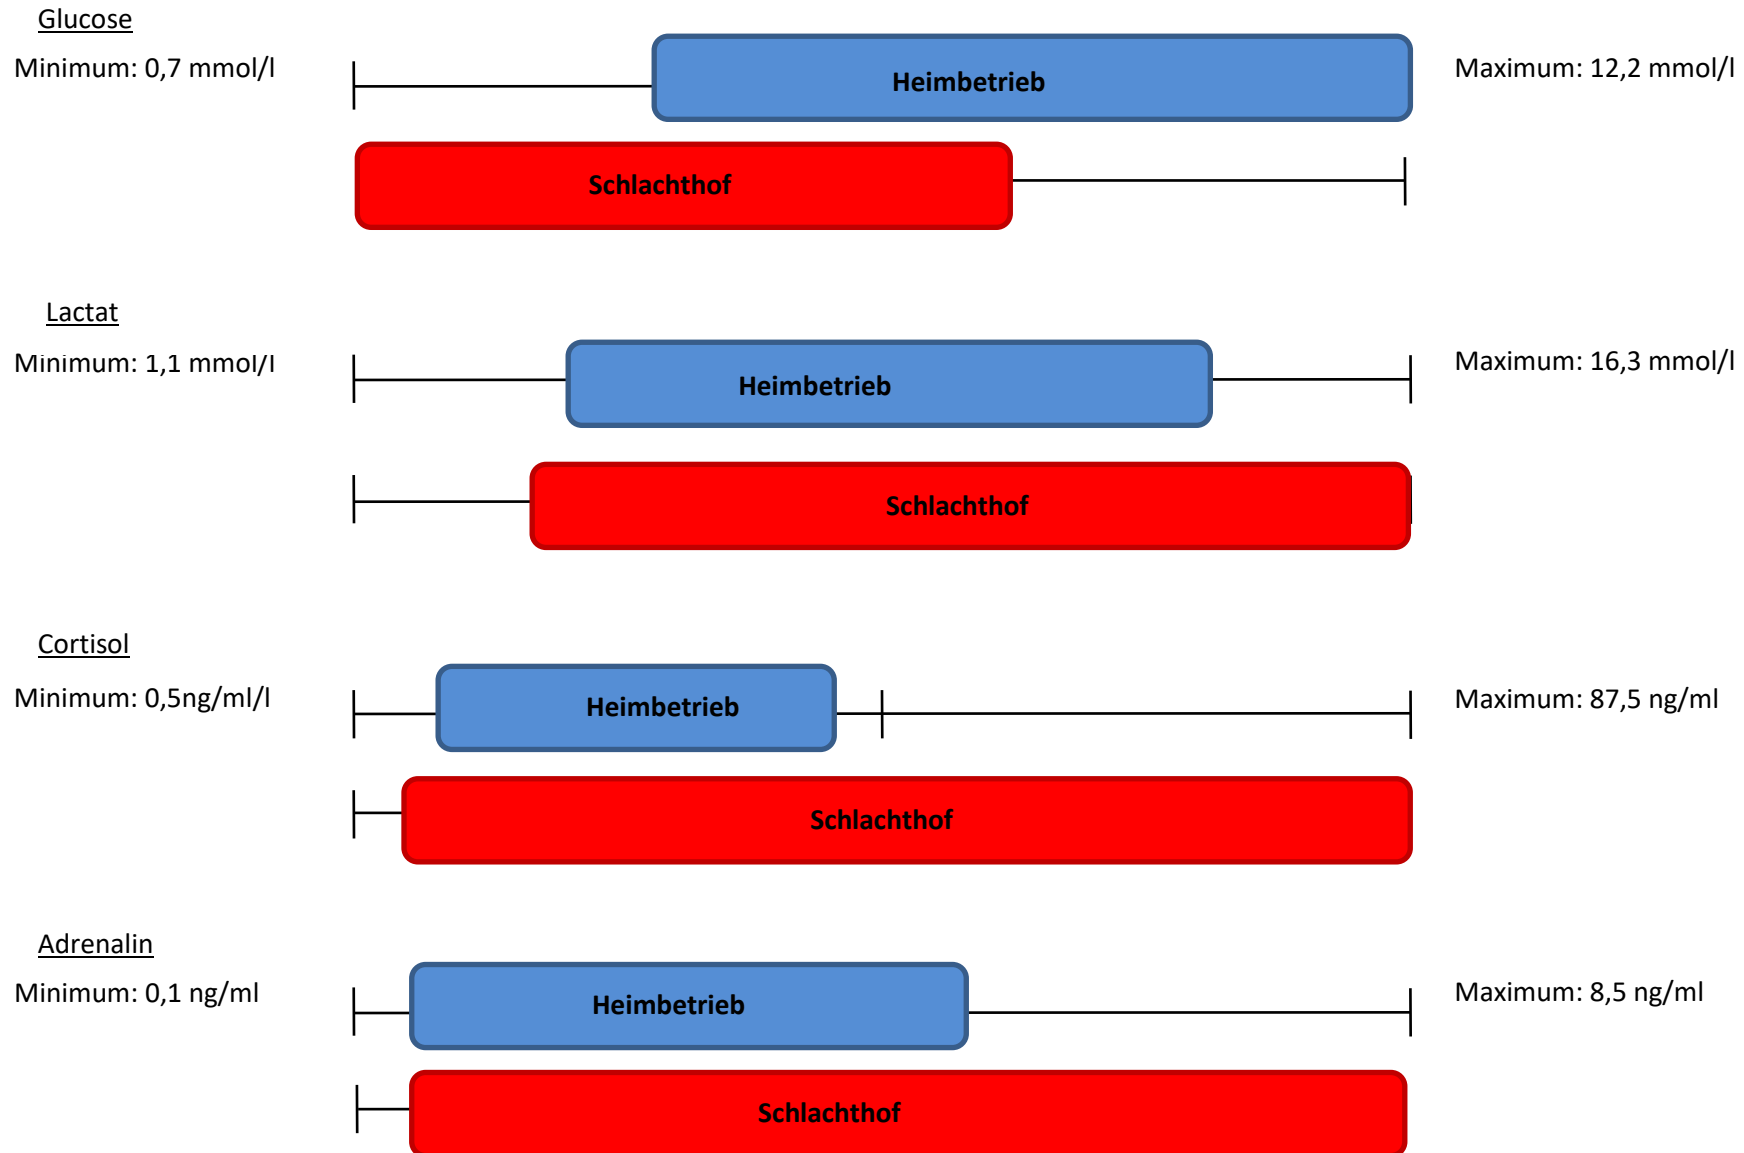 Glucose
Minimum: 0,7 mmol/l
Heimbetrieb
Maximum: 12,2 mmol/l
Schlachthof
Lactat
Minimum: 1,1 mmol/l
Heimbetrieb
Maximum: 16,3 mmol/l
Schlachthof
Cortisol
Minimum: 0,5ng/ml/l
Heimbetrieb
Maximum: 87,5 ng/ml
Schlachthof
Adrenalin
Minimum: 0,1 ng/ml
Heimbetrieb
Maximum: 8,5 ng/ml
Schlachthof